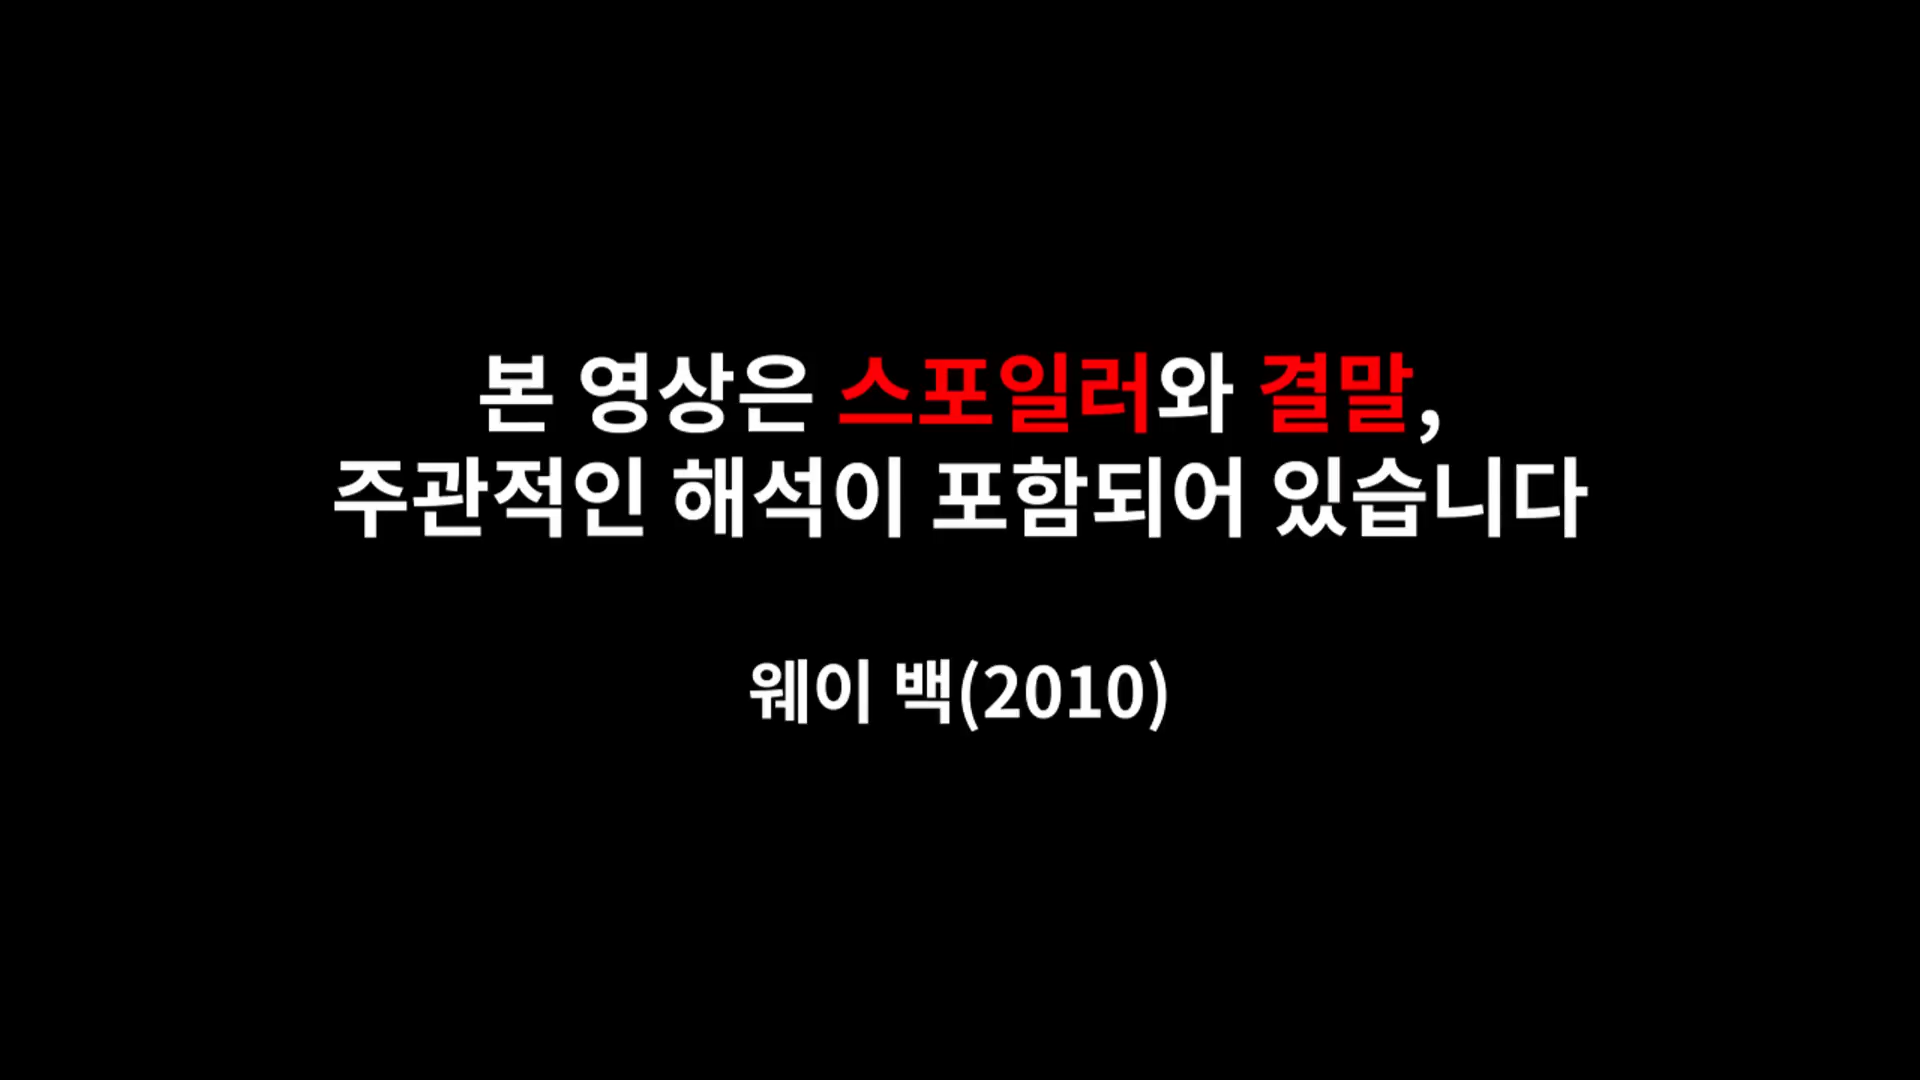 본 영상은 스포일러와 결말,
주관적인 해석이 포함되어 있습니다
웨이 백(2010)